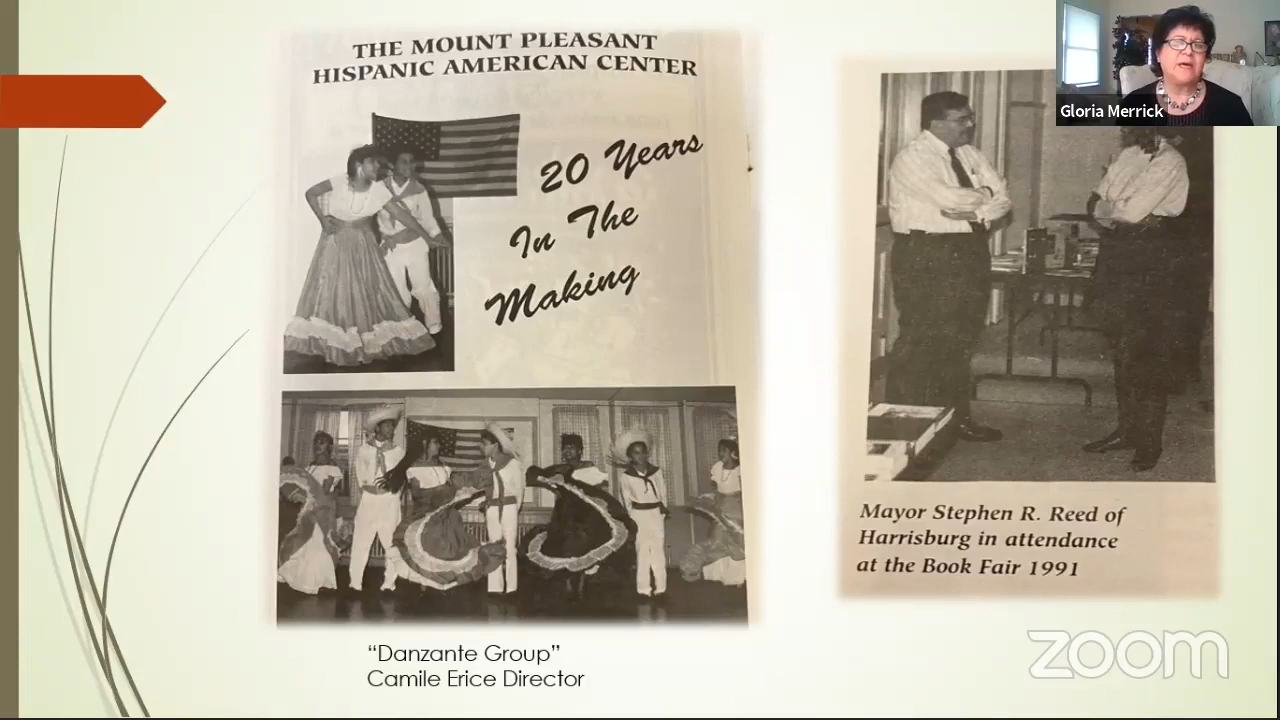 THE MOUNT PLEASANT
HISPANIC AMERICAN CENTER
20 Years
In The
Making
"Danzante Group"
Camile Erice Director
Mayor Stephen R. Reed of
Harrisburg in attendance
at the Book Fair 1991
Gloria Merrick
zoom